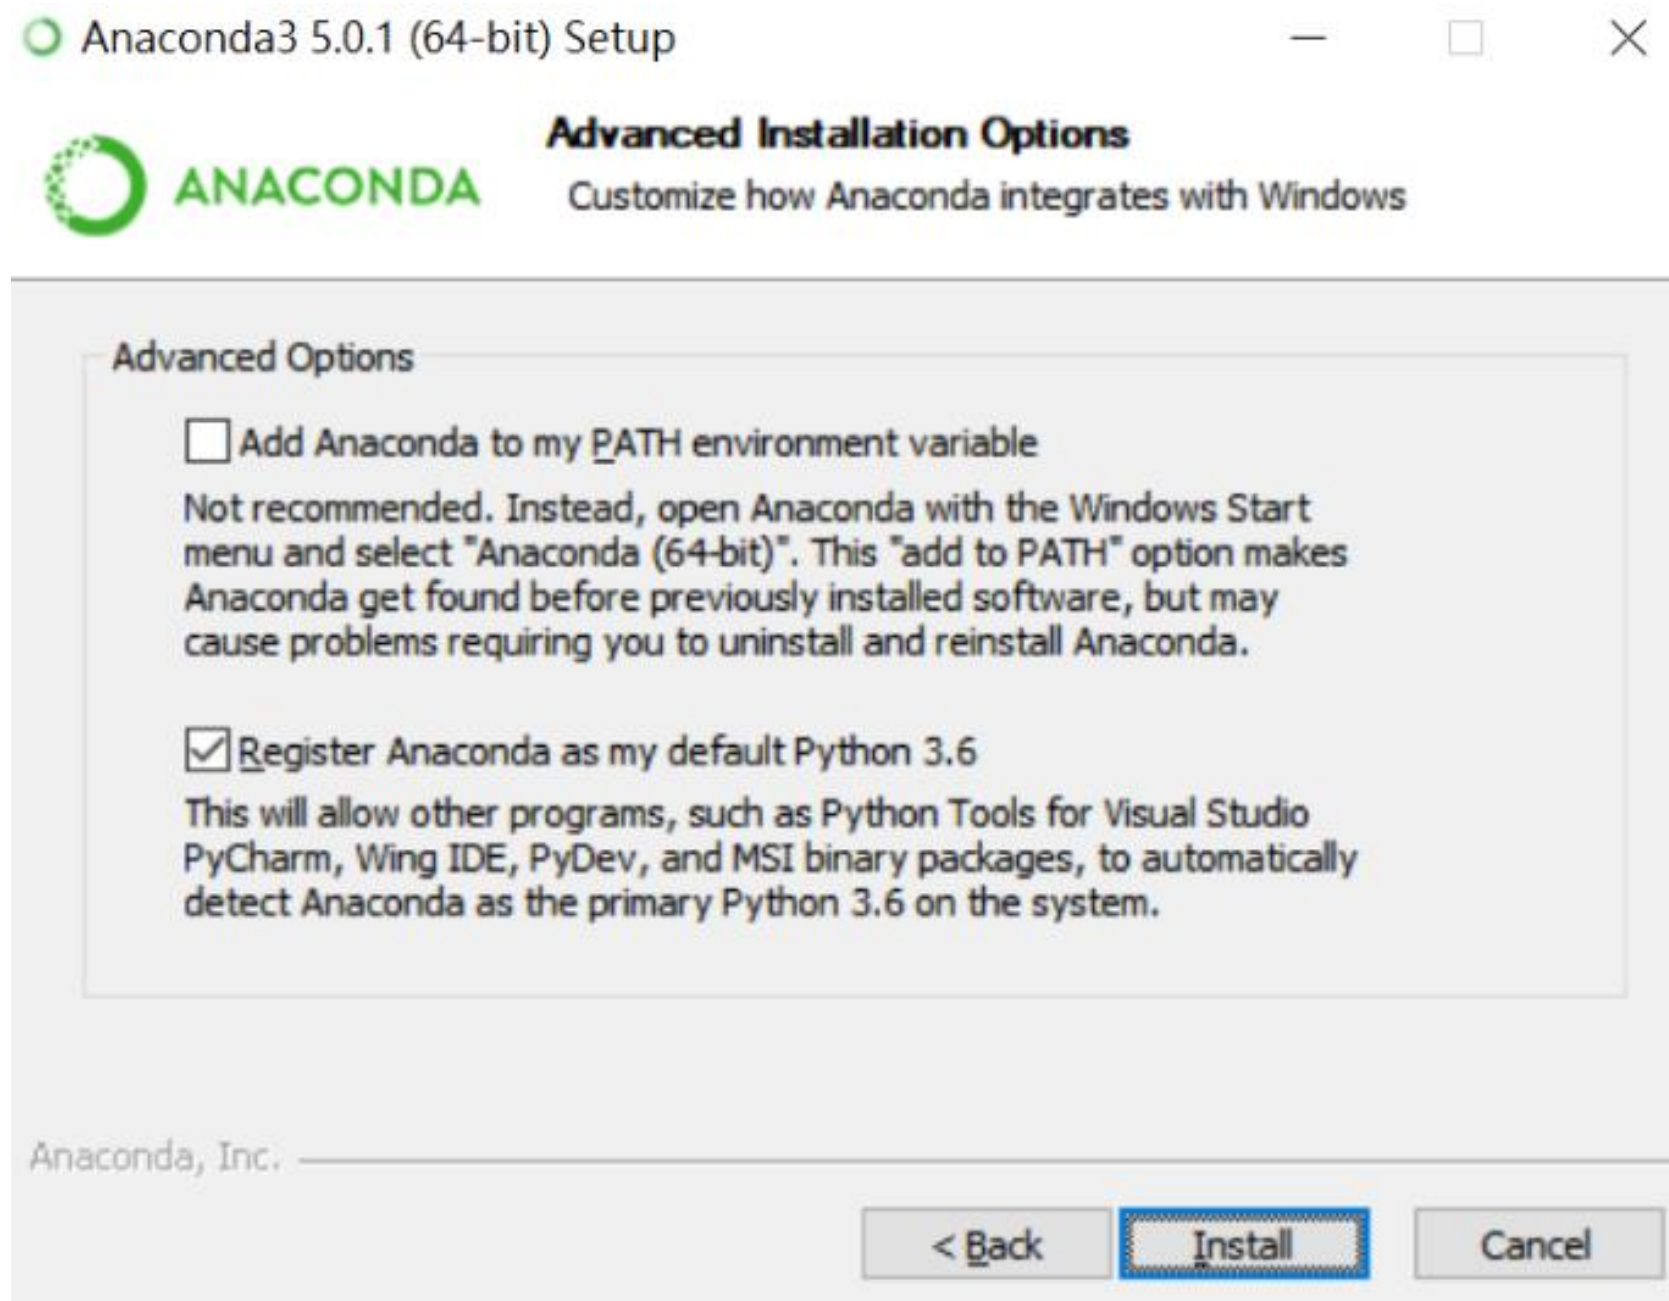 Anaconda3 5.0.1 (64-bit) Setup
ANACONDA
Advanced Installation Options
Customize how Anaconda integrates with Windows
Advanced Options
Add Anaconda to my PATH environment variable
Not recommended. Instead, open Anaconda with the Windows Start
menu and select "Anaconda (64-bit)". This "add to PATH" option makes
Anaconda get found before previously installed software, but may
cause problems requiring you to uninstall and reinstall Anaconda.
Register Anaconda as my default Python 3.6
This will allow other programs, such as Python Tools for Visual Studio
PyCharm, Wing IDE, PyDev, and MSI binary packages, to automatically
detect Anaconda as the primary Python 3.6 on the system.
Anaconda, Inc.
< Back Install Cancel